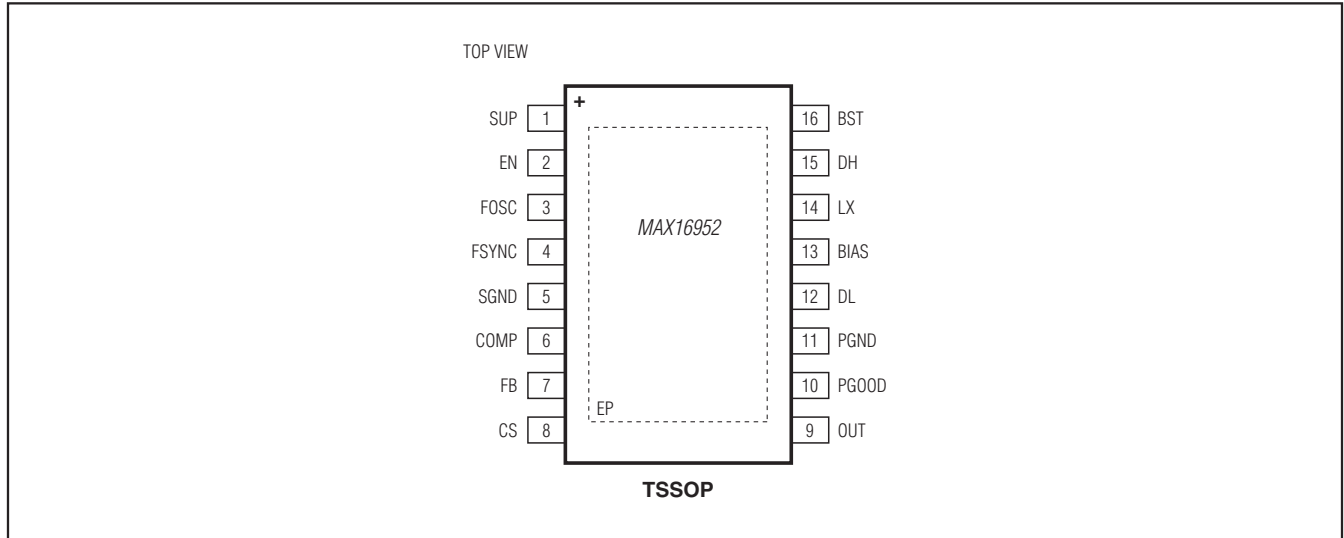 TOP VIEW
+
SUP 1 16 BST
EN 2 15 DH
FOSC 3 14 LX
MAX16952
FSYNC 4 13 BIAS
SGND 5 12 DL
COMP 6 11 PGND
FB 7 10 PGOOD
EP
CS 8 9 OUT
TSSOP